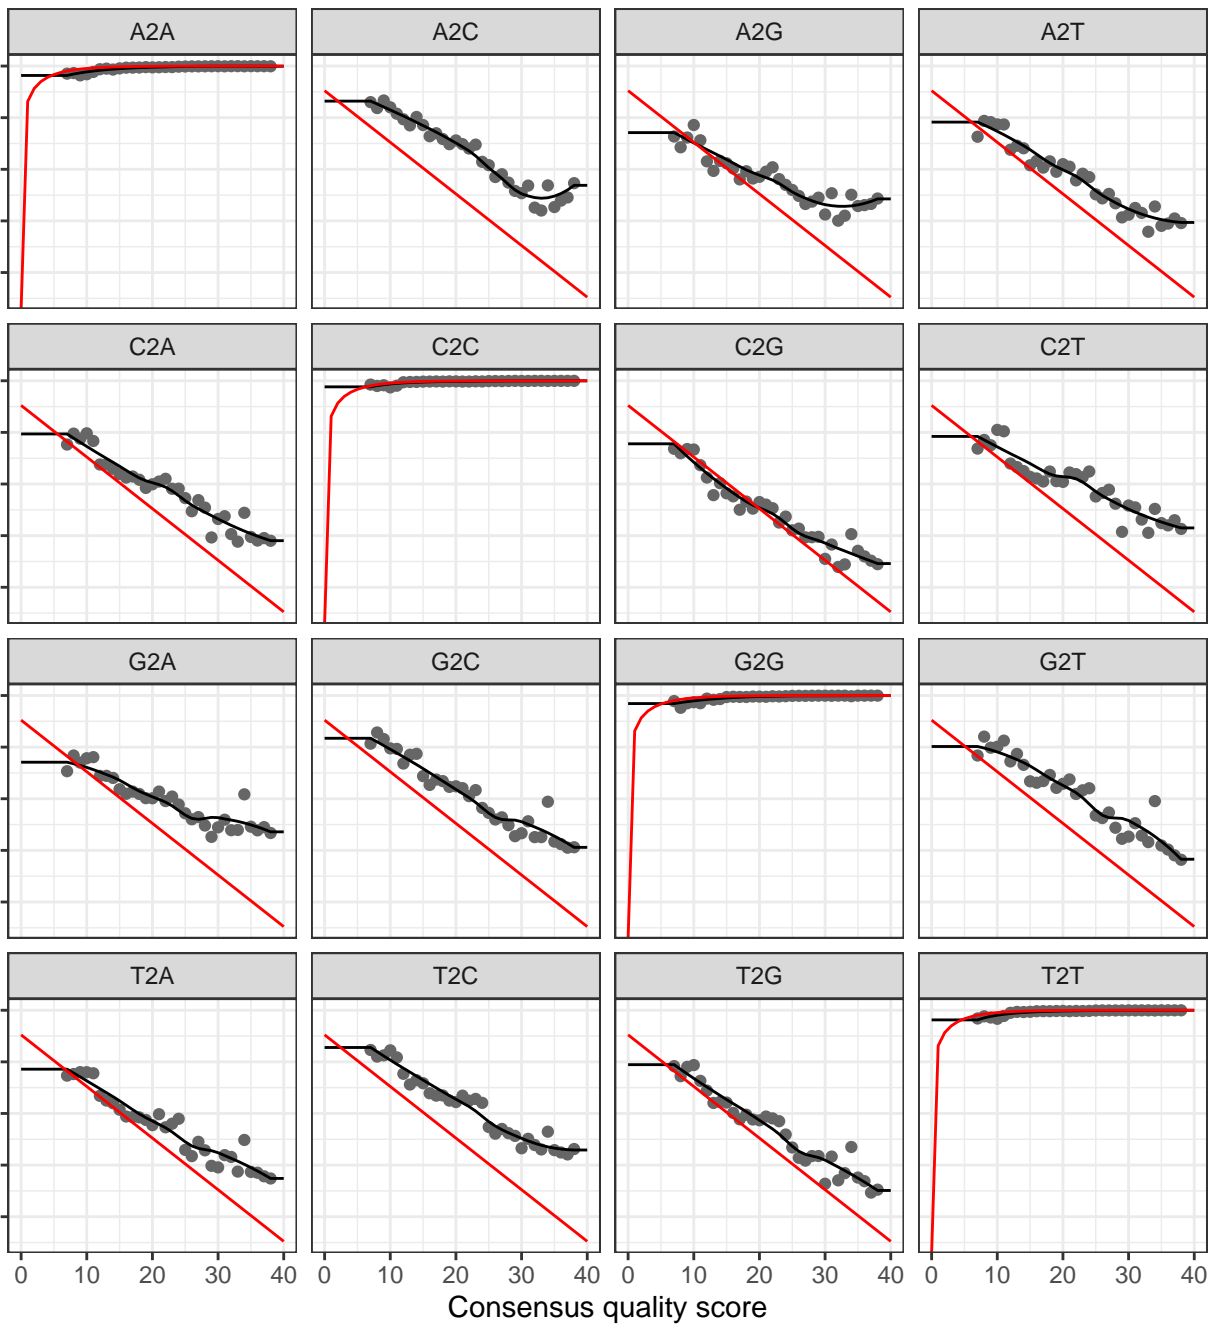 A2A A2C A2G A2T
C2A C2C C2G C2T
G2A G2C G2G G2T
T2A T2C T2G T2T
0 10 20 30 40 0 10 20 30 40 0 10 20 30 40 0 10 20 30 40
Consensus quality score